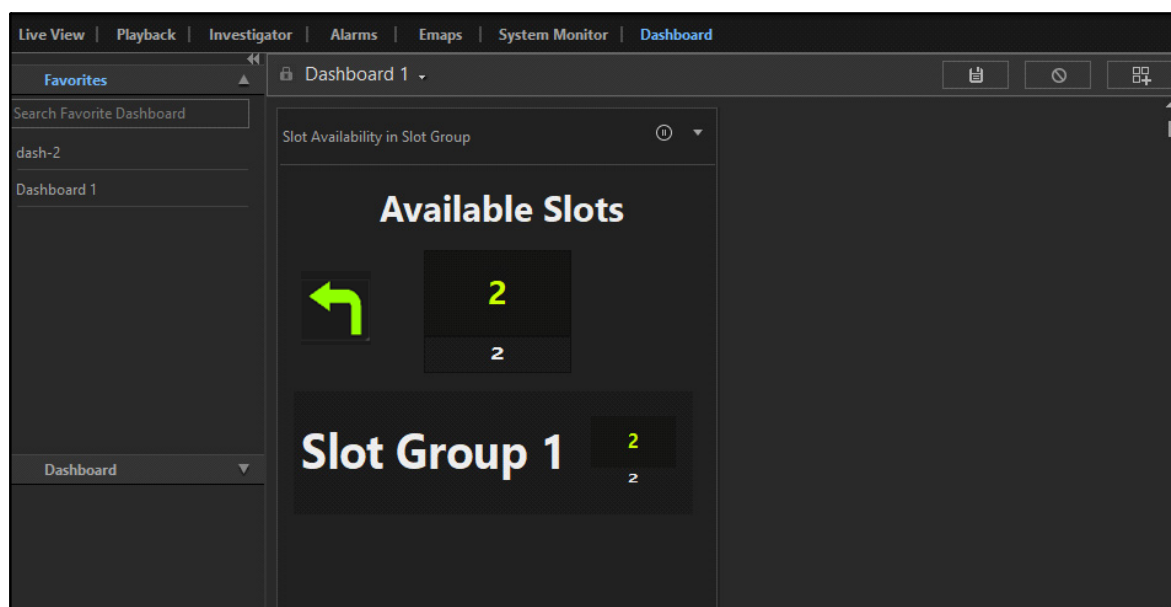 Live View | Playback | Investigator | Alarms | Emaps | System Monitor | Dashboard
Favorites
Search Favorite Dashboard
dash-2
Dashboard 1
Dashboard
Dashboard 1
Slot Availability in Slot Group
Available Slots
2
2
Slot Group 1
2
2